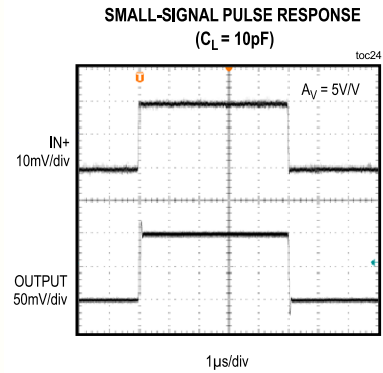 SMALL-SIGNAL PULSE RESPONSE
(CL = 10pF)
toc24
AV = 5V/V
IN+
10mV/div
OUTPUT
50mV/div
1µs/div